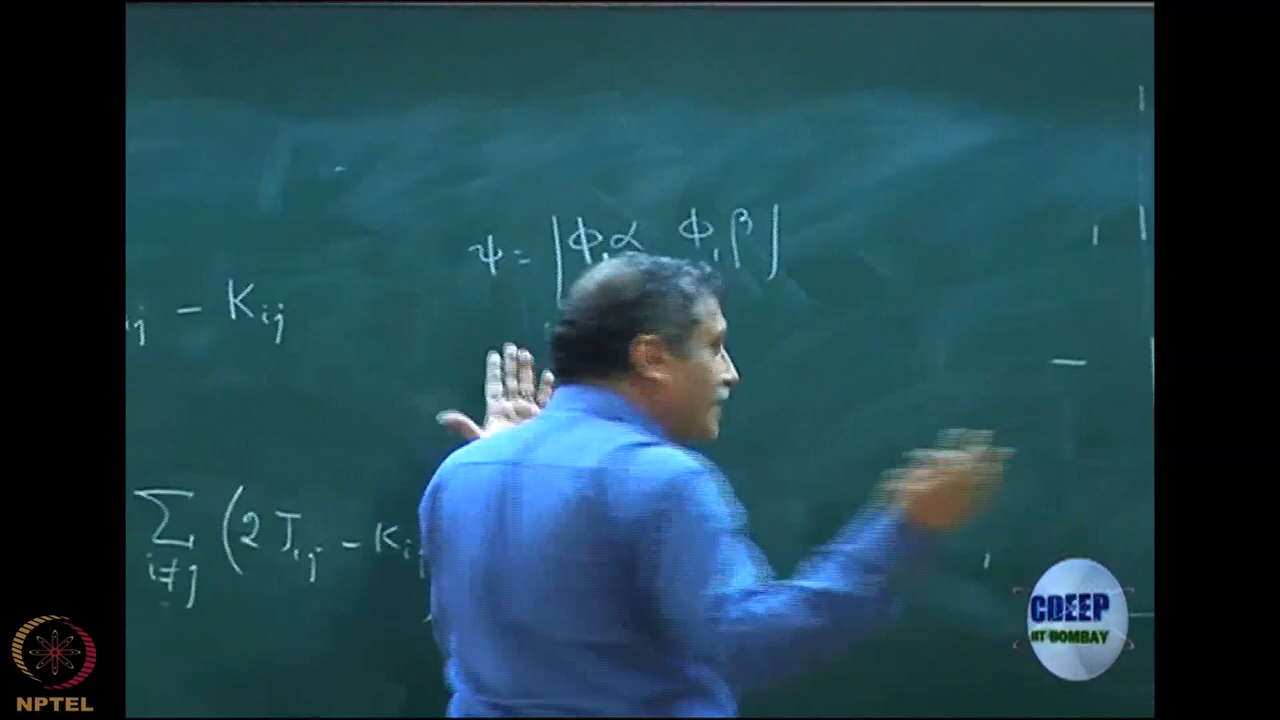 ψ = | ϕ₁α ϕ₁β |
ij - Kij
Σ i≠j (2 Jij - Ki
CDEEP
IIT BOMBAY
NPTEL